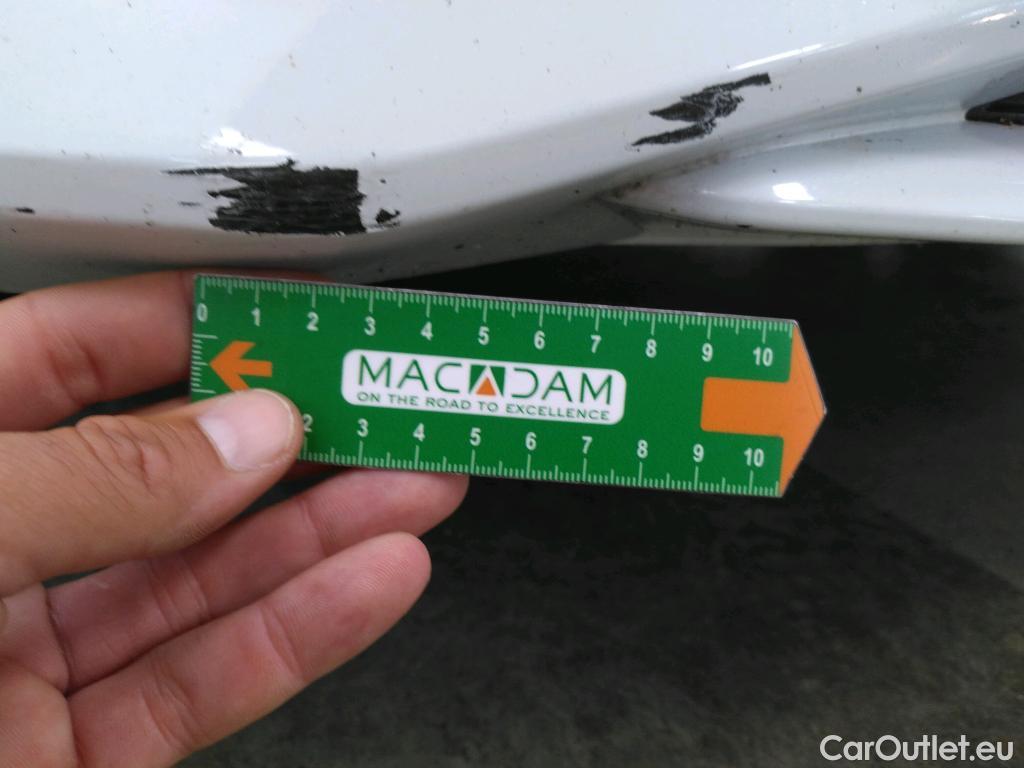 0 1 2 3 4 5 6 7 8 9 10
MACADAM
ON THE ROAD TO EXCELLENCE
2 3 4 5 6 7 8 9 10
CarOutlet.eu